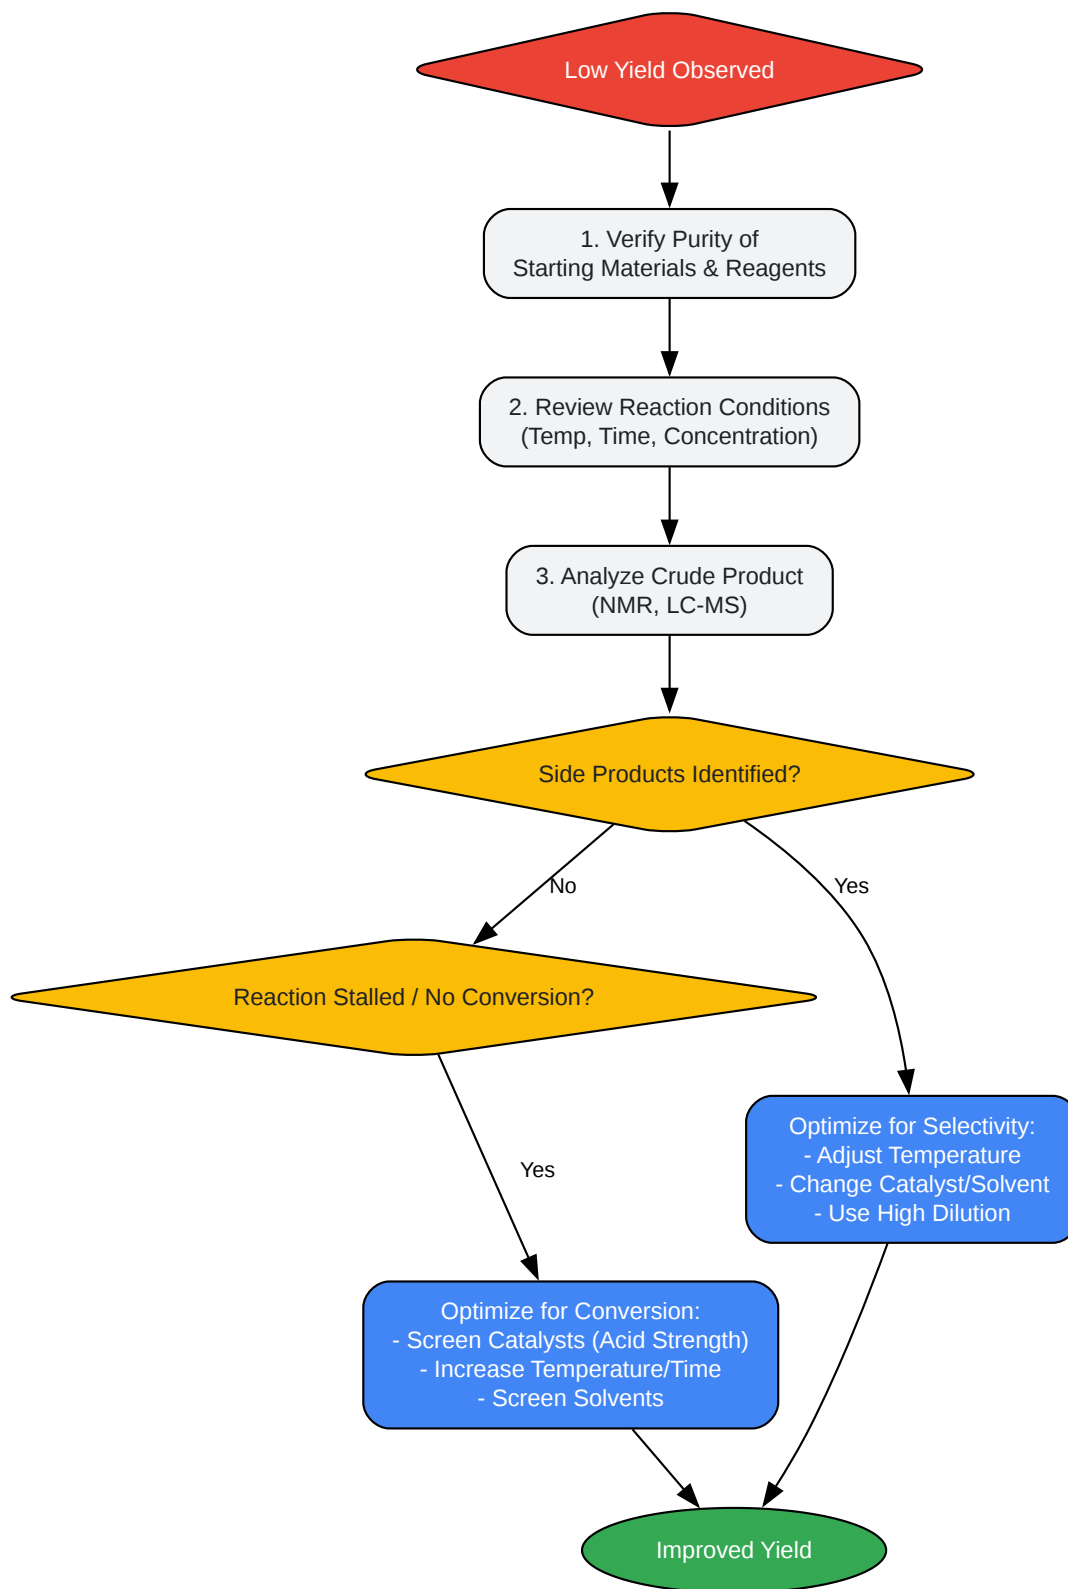 Low Yield Observed
1. Verify Purity of
Starting Materials & Reagents
2. Review Reaction Conditions
(Temp, Time, Concentration)
3. Analyze Crude Product
(NMR, LC-MS)
Side Products Identified?
No
Yes
Reaction Stalled / No Conversion?
Optimize for Selectivity:
- Adjust Temperature
- Change Catalyst/Solvent
- Use High Dilution
Yes
Optimize for Conversion:
- Screen Catalysts (Acid Strength)
- Increase Temperature/Time
- Screen Solvents
Improved Yield